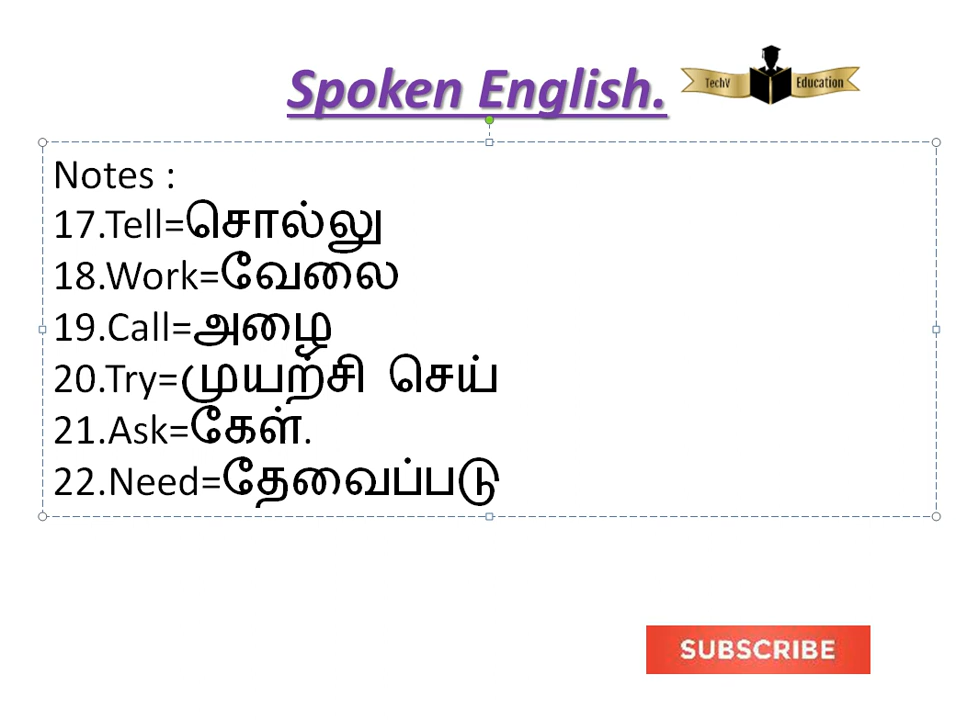 Spoken English.
TechV Education
Notes :
17.Tell=சொல்லு
18.Work=வேலை
19.Call=அழை
20.Try=முயற்சி செய்
21.Ask=கேள்.
22.Need=தேவைப்படு
SUBSCRIBE